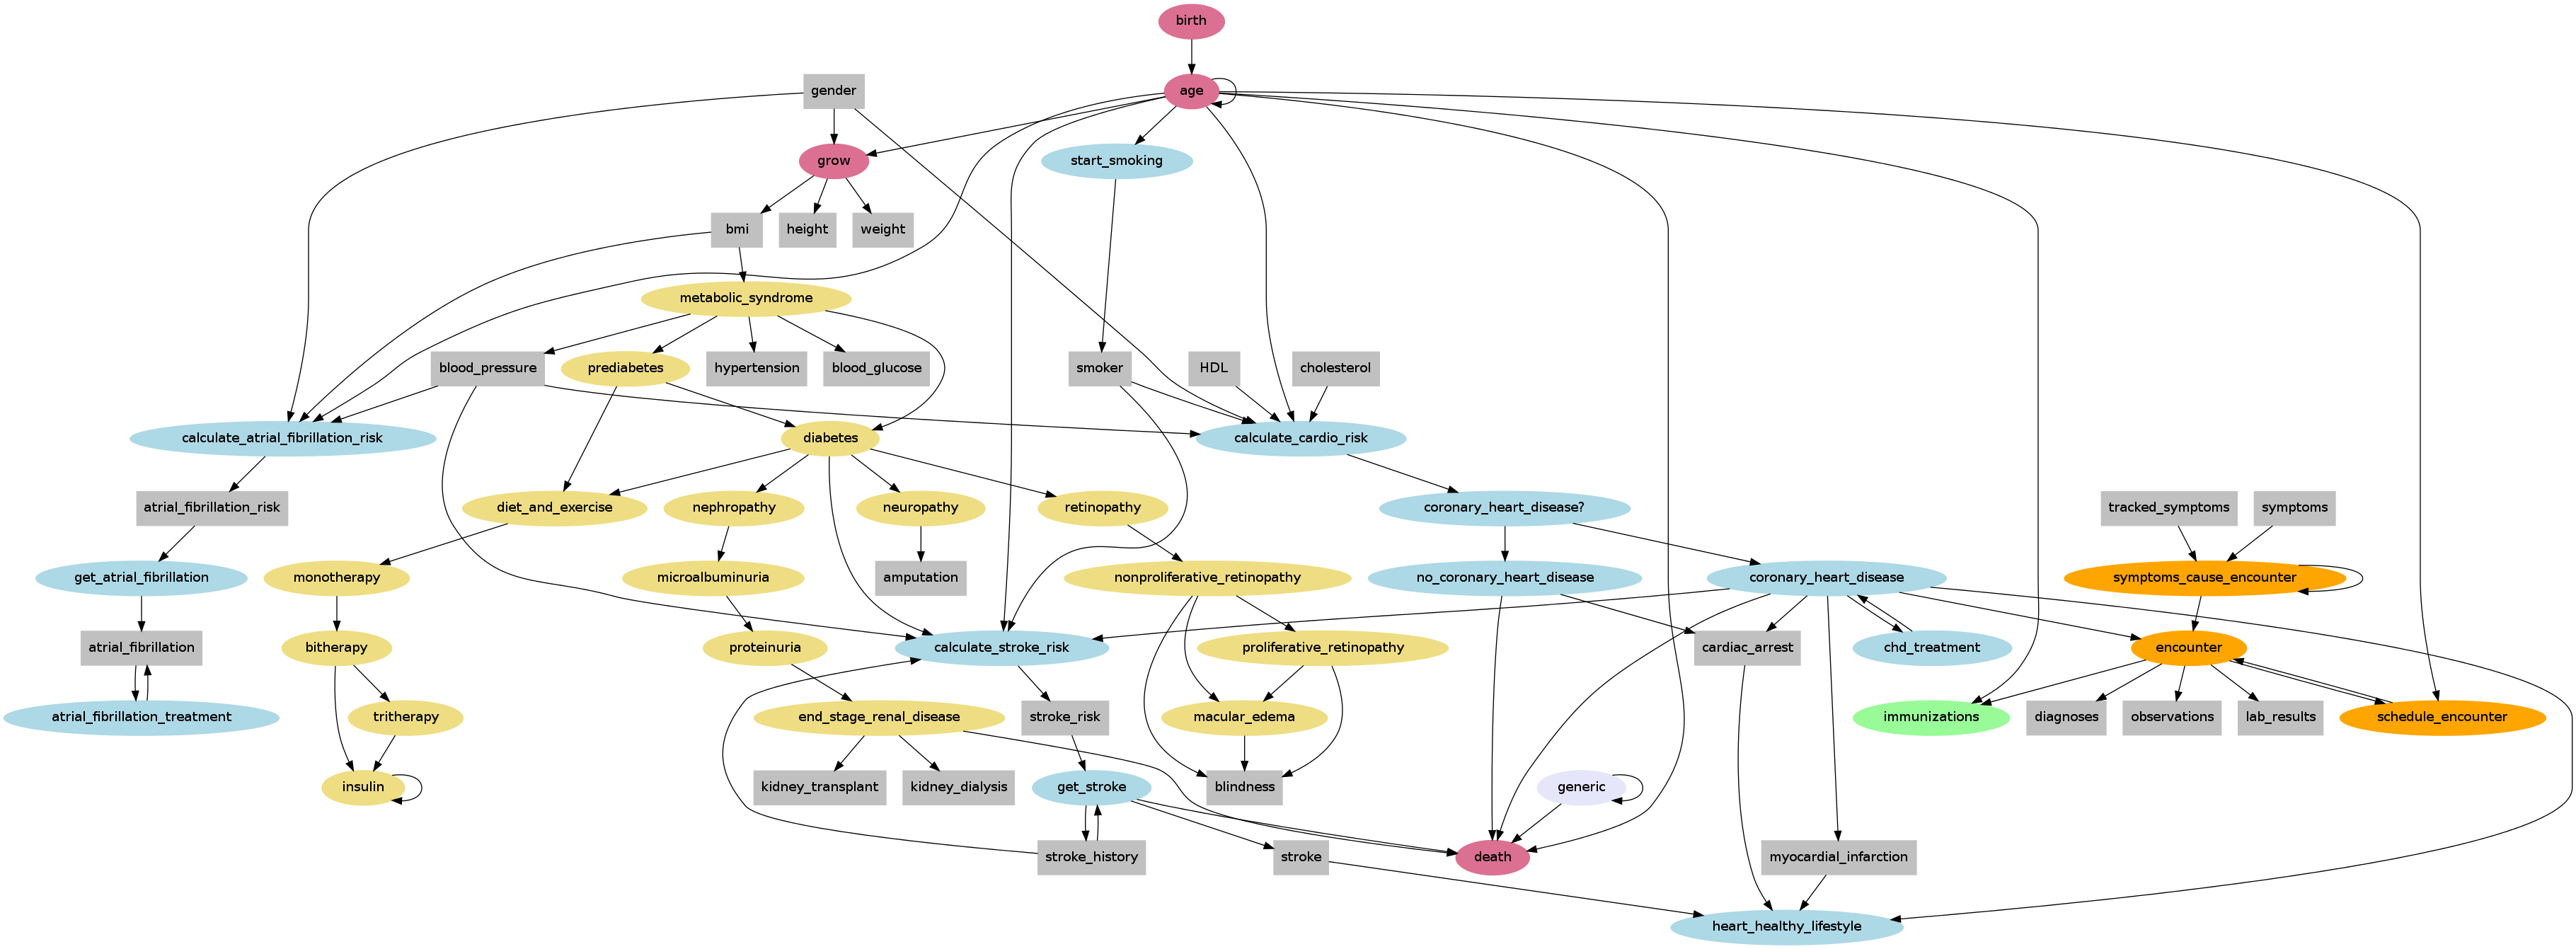 birth
gender
age
grow
start_smoking
bmi
height
weight
metabolic_syndrome
blood_pressure
prediabetes
hypertension
blood_glucose
smoker
HDL
cholesterol
calculate_atrial_fibrillation_risk
diabetes
calculate_cardio_risk
atrial_fibrillation_risk
diet_and_exercise
nephropathy
neuropathy
retinopathy
coronary_heart_disease?
tracked_symptoms
symptoms
get_atrial_fibrillation
monotherapy
microalbuminuria
amputation
nonproliferative_retinopathy
no_coronary_heart_disease
coronary_heart_disease
symptoms_cause_encounter
atrial_fibrillation
bitherapy
proteinuria
calculate_stroke_risk
proliferative_retinopathy
cardiac_arrest
chd_treatment
encounter
atrial_fibrillation_treatment
tritherapy
end_stage_renal_disease
stroke_risk
macular_edema
immunizations
diagnoses
observations
lab_results
schedule_encounter
insulin
kidney_transplant
kidney_dialysis
get_stroke
blindness
generic
stroke_history
stroke
death
myocardial_infarction
heart_healthy_lifestyle